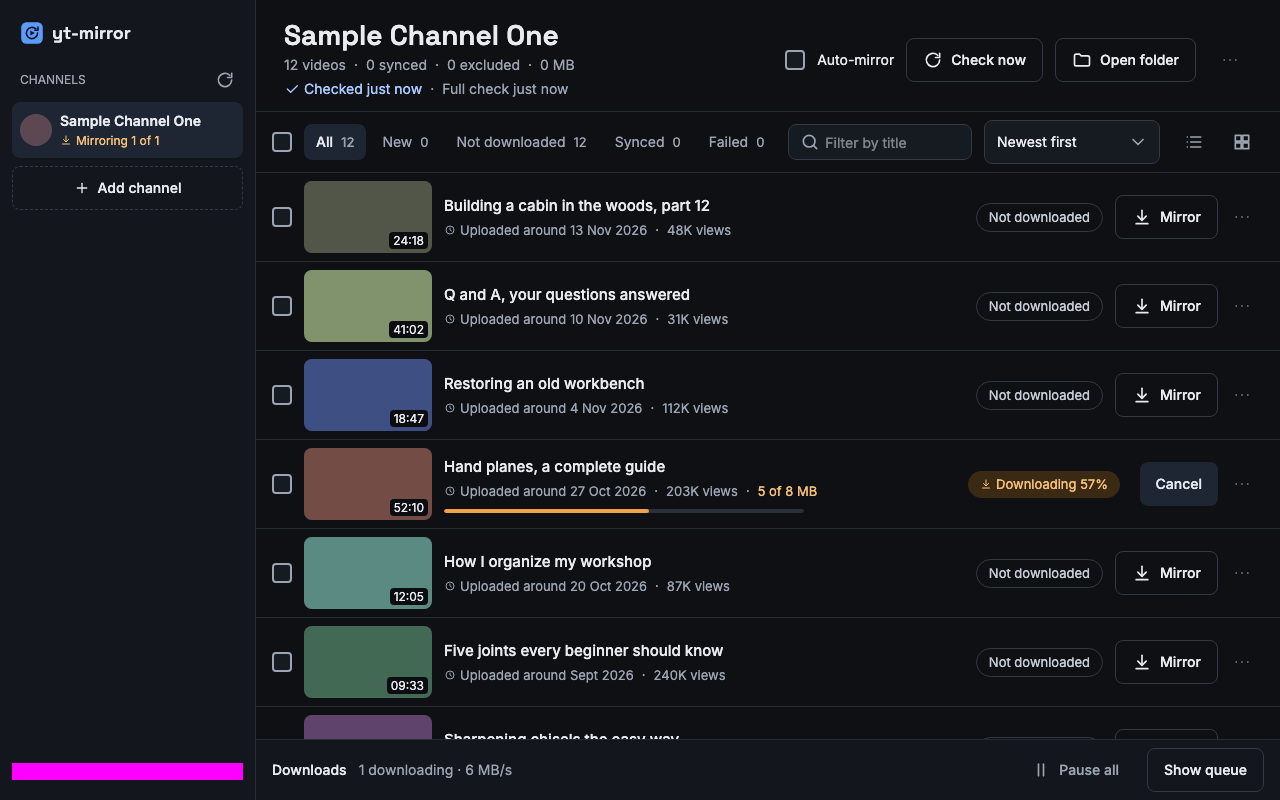 yt-mirror
CHANNELS
Sample Channel One
Mirroring 1 of 1
Add channel
Sample Channel One
12 videos · 0 synced · 0 excluded · 0 MB
Checked just now · Full check just now
Auto-mirror
Check now
Open folder
All 12
New 0
Not downloaded 12
Synced 0
Failed 0
Filter by title
Newest first
24:18
Building a cabin in the woods, part 12
Uploaded around 13 Nov 2026 · 48K views
Not downloaded
Mirror
41:02
Q and A, your questions answered
Uploaded around 10 Nov 2026 · 31K views
Not downloaded
Mirror
18:47
Restoring an old workbench
Uploaded around 4 Nov 2026 · 112K views
Not downloaded
Mirror
52:10
Hand planes, a complete guide
Uploaded around 27 Oct 2026 · 203K views · 5 of 8 MB
Downloading 57%
Cancel
12:05
How I organize my workshop
Uploaded around 20 Oct 2026 · 87K views
Not downloaded
Mirror
09:33
Five joints every beginner should know
Uploaded around Sept 2026 · 240K views
Not downloaded
Mirror
Sharpening chisels the easy way
Downloads 1 downloading · 6 MB/s
Pause all
Show queue